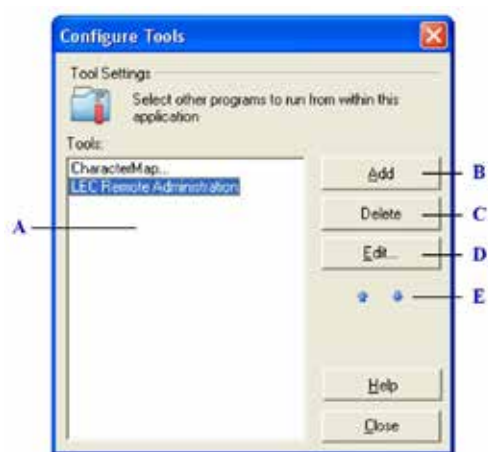 Configure Tools
Tool Settings
Select other programs to run from within this
application
Tools:
CharacterMap...
LEC Remote Administration
Add
Delete
Edit...
Help
Close
A
B
C
D
E